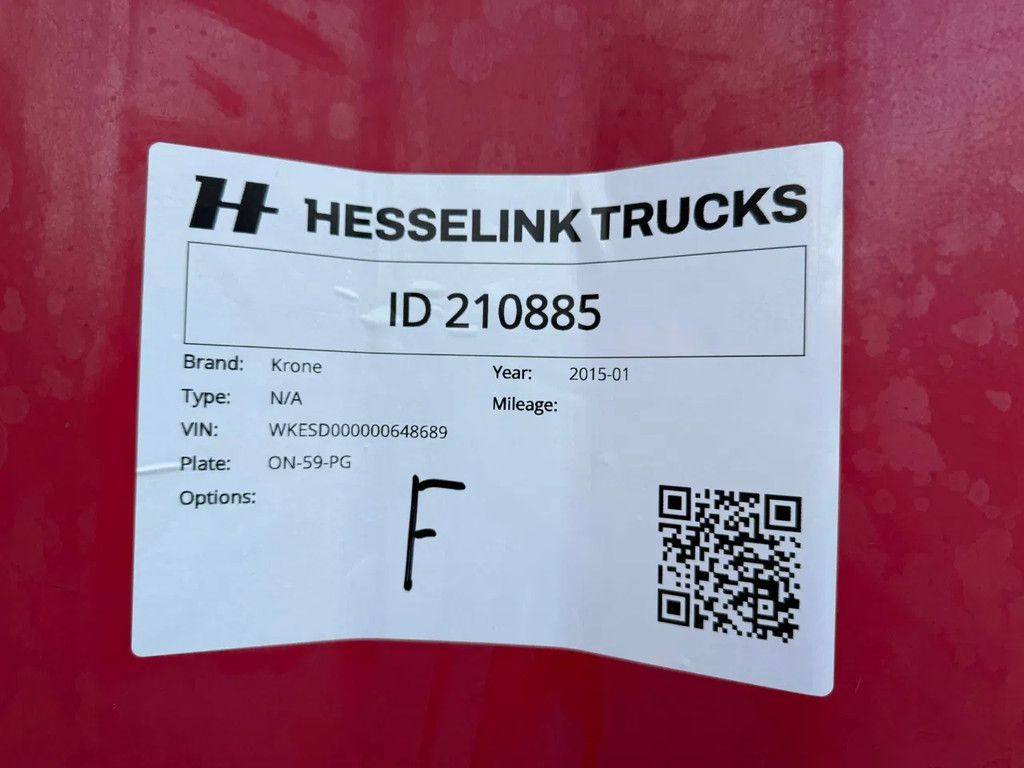 H HESSELINK TRUCKS
ID 210885
Brand: Krone
Year: 2015-01
Type: N/A
Mileage:
VIN: WKESD000000648689
Plate: ON-59-PG
Options:
F